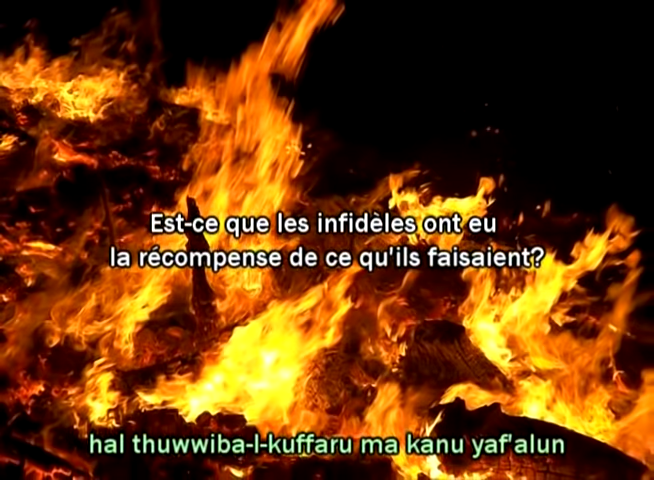 Est-ce que les infidèles ont eu
la récompense de ce qu'ils faisaient?
hal thuwwiba-l-kuffaru ma kanu yaf'alun